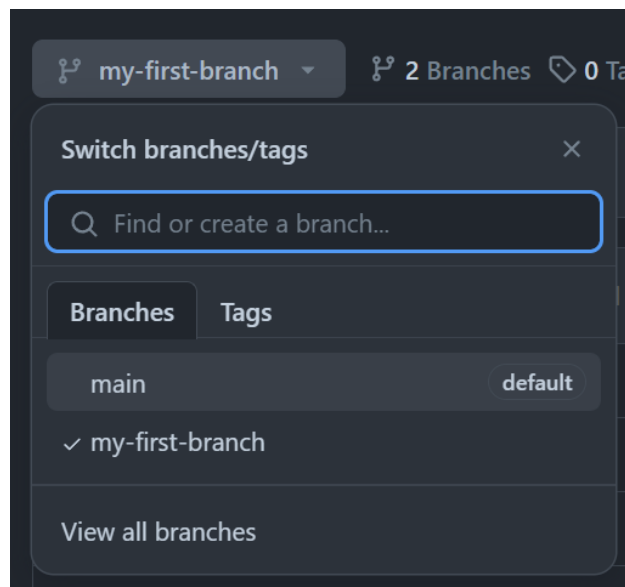 my-first-branch 2 Branches 0
Switch branches/tags
Find or create a branch...
Branches Tags
main default
my-first-branch
View all branches